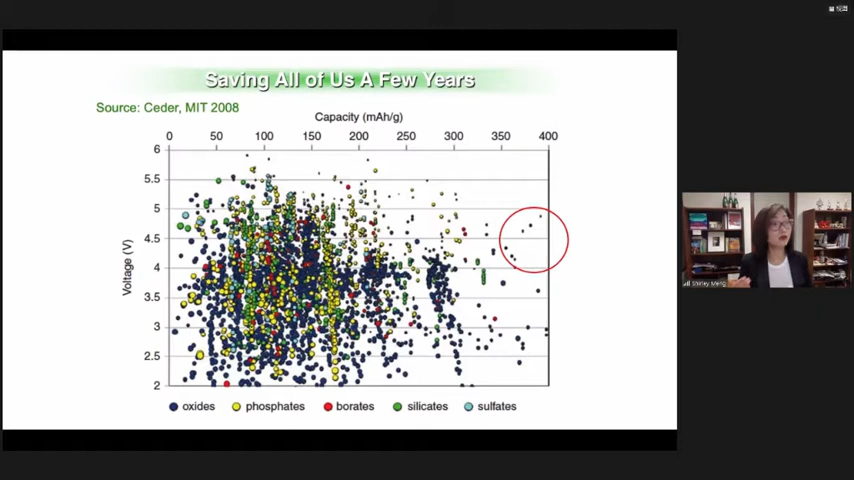 Saving All of Us A Few Years
Source: Ceder, MIT 2008
Capacity (mAh/g)
0 50 100 150 200 250 300 350 400
6
5.5
5
4.5
4
3.5
3
2.5
2
Voltage (V)
oxides phosphates borates silicates sulfates
Shirley Meng